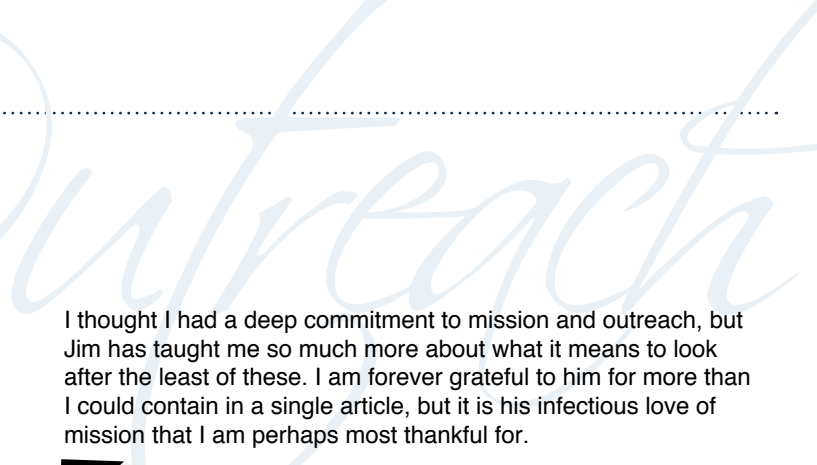 Outreach
I thought I had a deep commitment to mission and outreach, but
Jim has taught me so much more about what it means to look
after the least of these. I am forever grateful to him for more than
I could contain in a single article, but it is his infectious love of
mission that I am perhaps most thankful for.